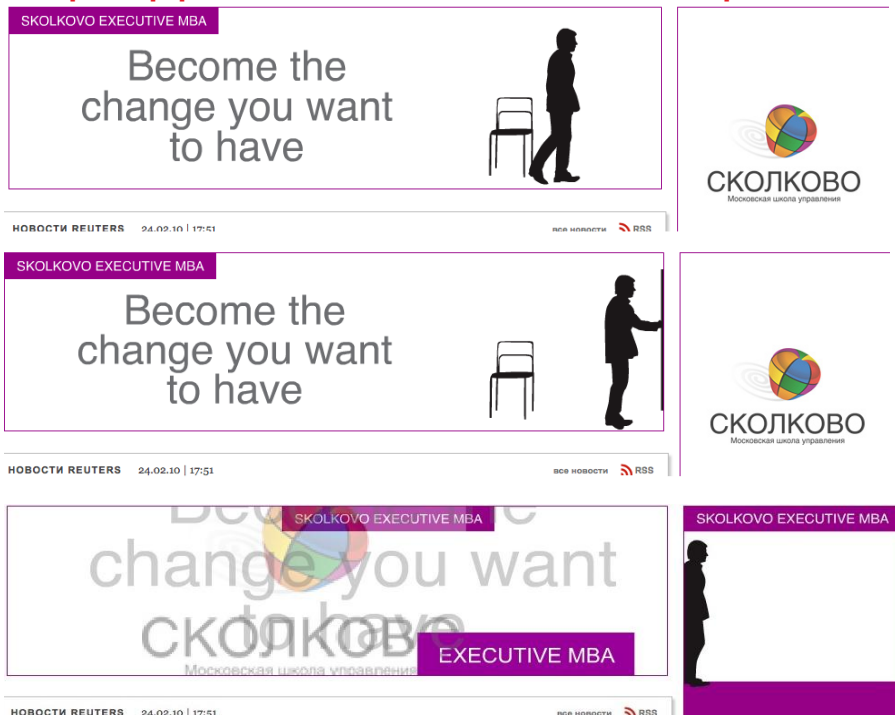 SKOLKOVO EXECUTIVE MBA
Become the
change you want
to have
СКОЛКОВО
Московская школа управления
НОВОСТИ REUTERS 24.02.10 | 17:51 все новости RSS
SKOLKOVO EXECUTIVE MBA
Become the
change you want
to have
СКОЛКОВО
Московская школа управления
НОВОСТИ REUTERS 24.02.10 | 17:51 все новости RSS
SKOLKOVO EXECUTIVE MBA
change you want
to have
СКОЛКОВО
Московская школа управления
EXECUTIVE MBA
SKOLKOVO EXECUTIVE MBA
НОВОСТИ REUTERS 24.02.10 | 17:51 все новости RSS